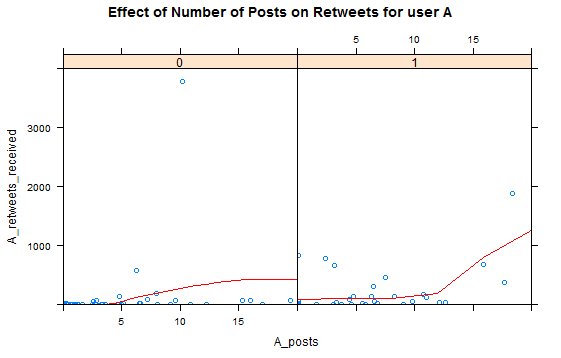 Effect of Number of Posts on Retweets for user A
5 10 15
0 1
3000
2000
1000
A_retweets_received
5 10 15
A_posts